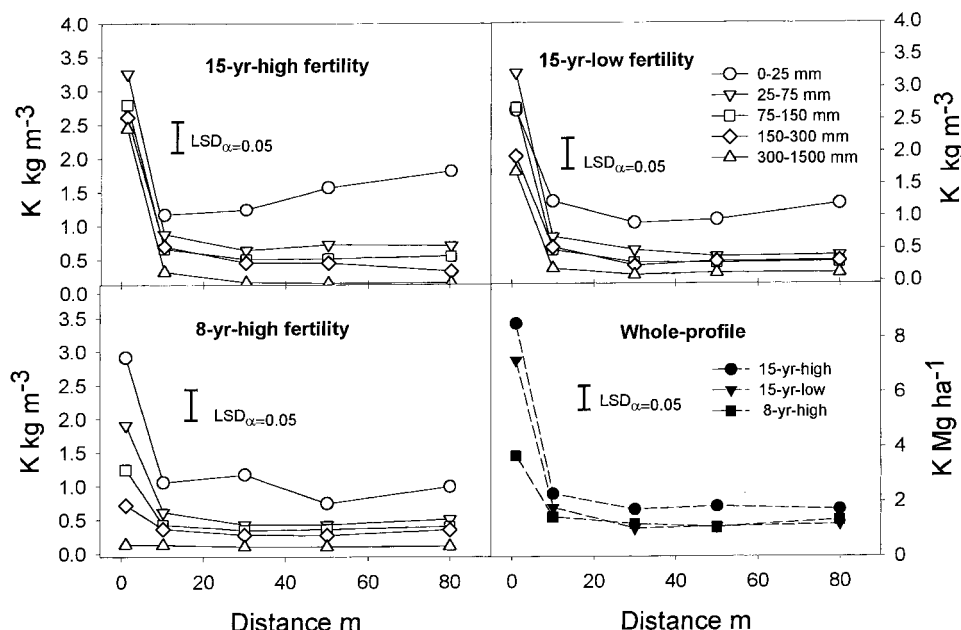 4.0
3.5
3.0
2.5
2.0
1.5
1.0
0.5
0.0
K kg m-3
15-yr-high fertility
LSDα=0.05
15-yr-low fertility
0-25 mm
25-75 mm
75-150 mm
150-300 mm
300-1500 mm
LSDα=0.05
4.0
3.5
3.0
2.5
2.0
1.5
1.0
0.5
0.0
K kg m-3
3.5
3.0
2.5
2.0
1.5
1.0
0.5
0.0
K kg m-3
8-yr-high fertility
LSDα=0.05
0 20 40 60 80
Distance m
Whole-profile
15-yr-high
15-yr-low
8-yr-high
LSDα=0.05
8
6
4
2
0
K Mg ha-1
0 20 40 60 80
Distance m